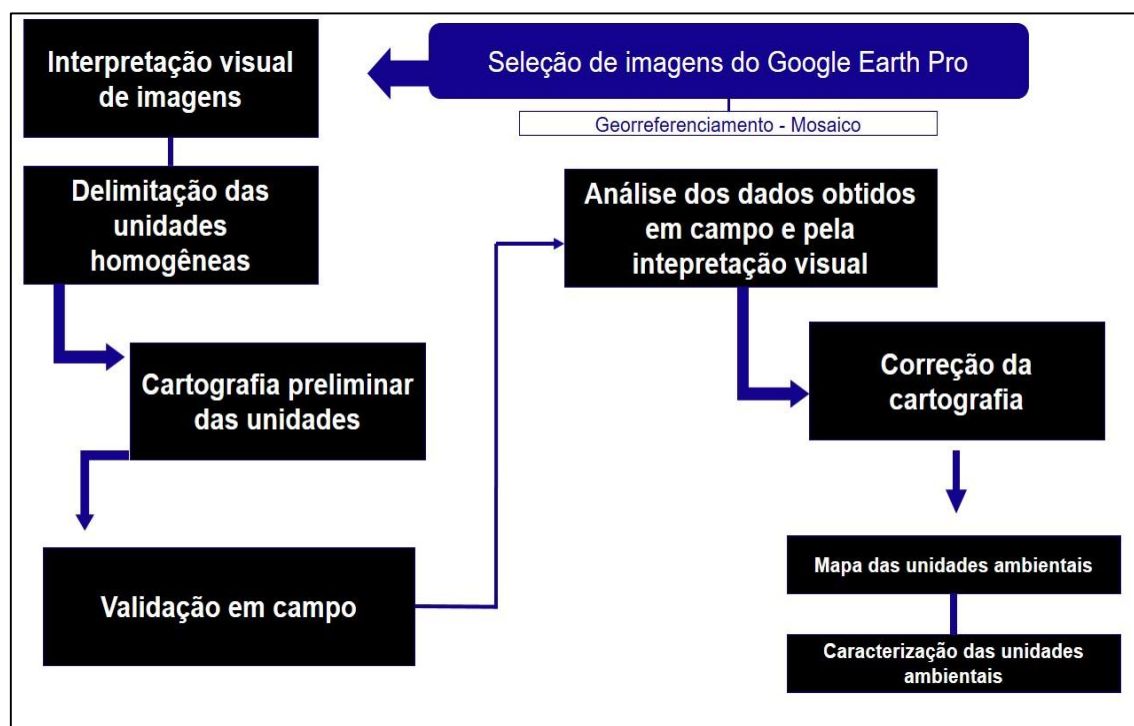 Seleção de imagens do Google Earth Pro
Georreferenciamento - Mosaico
Interpretação visual
de imagens
Delimitação das
unidades
homogêneas
Cartografia preliminar
das unidades
Validação em campo
Análise dos dados obtidos
em campo e pela
intepretação visual
Correção da
cartografia
Mapa das unidades ambientais
Caracterização das unidades
ambientais